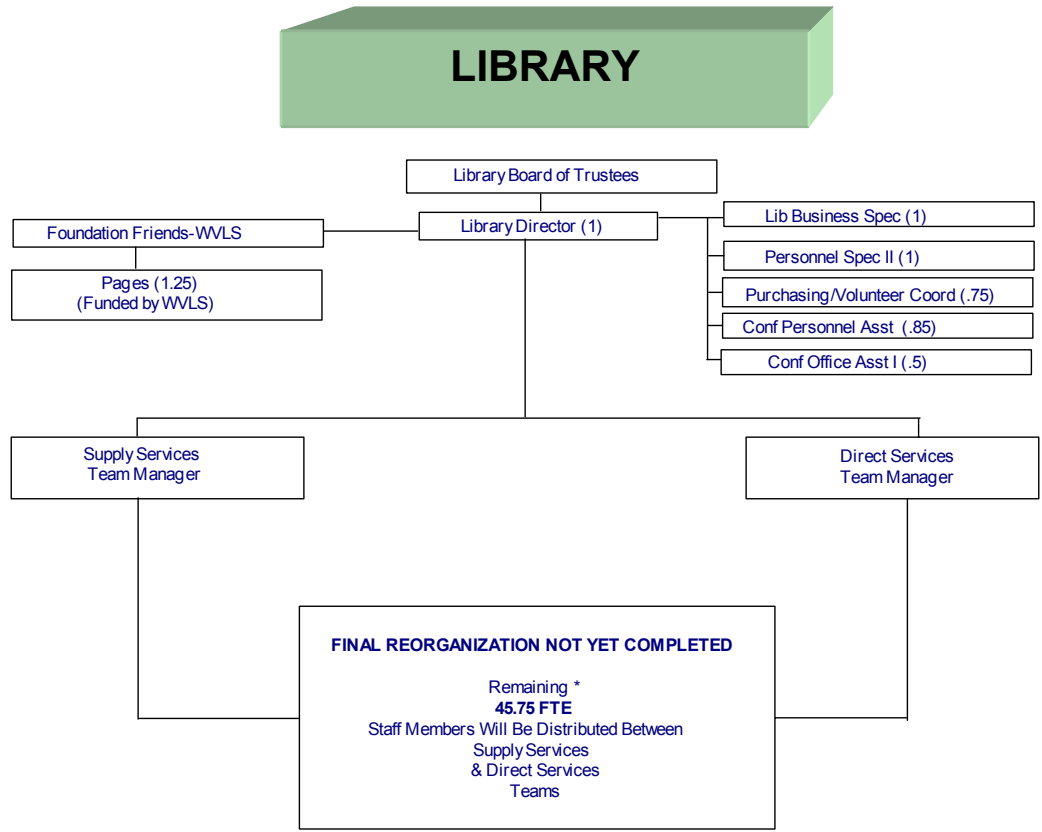 LIBRARY
Library Board of Trustees
Library Director (1)
Foundation Friends-WVLS
Pages (1.25)
(Funded by WVLS)
Lib Business Spec (1)
Personnel Spec II (1)
Purchasing/Volunteer Coord (.75)
Conf Personnel Asst (.85)
Conf Office Asst I (.5)
Supply Services
Team Manager
Direct Services
Team Manager
FINAL REORGANIZATION NOT YET COMPLETED
Remaining *
45.75 FTE
Staff Members Will Be Distributed Between
Supply Services
& Direct Services
Teams